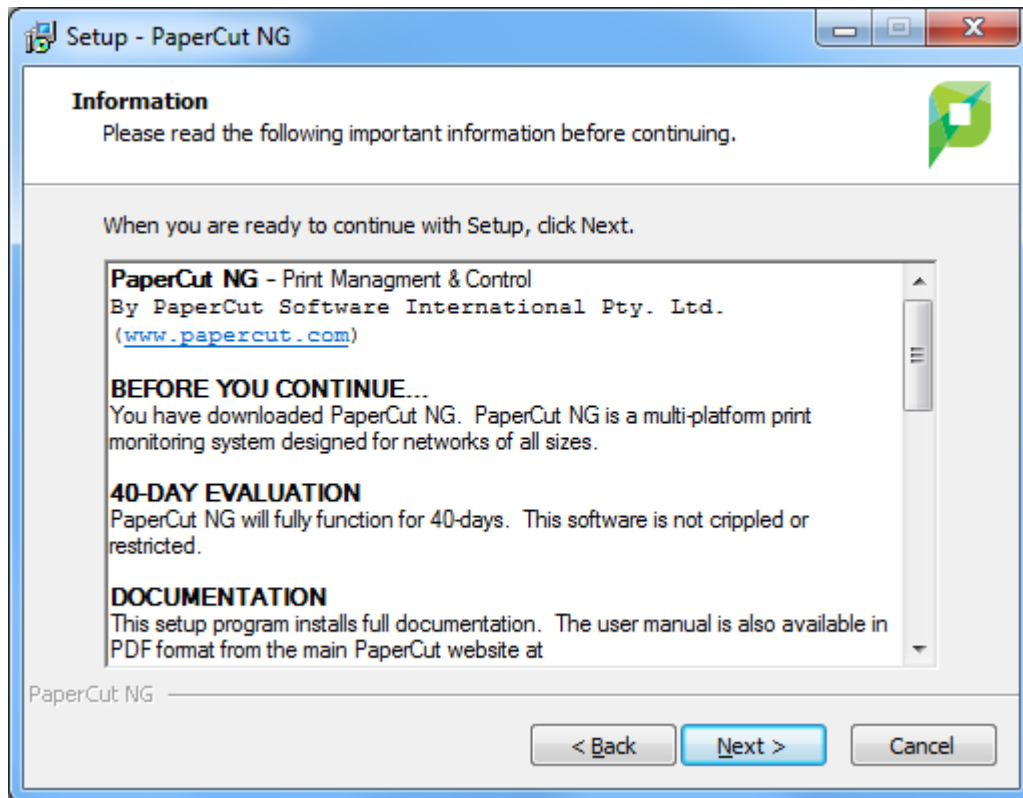 Setup - PaperCut NG
Information
Please read the following important information before continuing.
When you are ready to continue with Setup, click Next.
PaperCut NG - Print Managment & Control
By PaperCut Software International Pty. Ltd.
(www.papercut.com)
BEFORE YOU CONTINUE...
You have downloaded PaperCut NG.  PaperCut NG is a multi-platform print
monitoring system designed for networks of all sizes.
40-DAY EVALUATION
PaperCut NG will fully function for 40-days.  This software is not crippled or
restricted.
DOCUMENTATION
This setup program installs full documentation.  The user manual is also available in
PDF format from the main PaperCut website at
PaperCut NG
< Back
Next >
Cancel